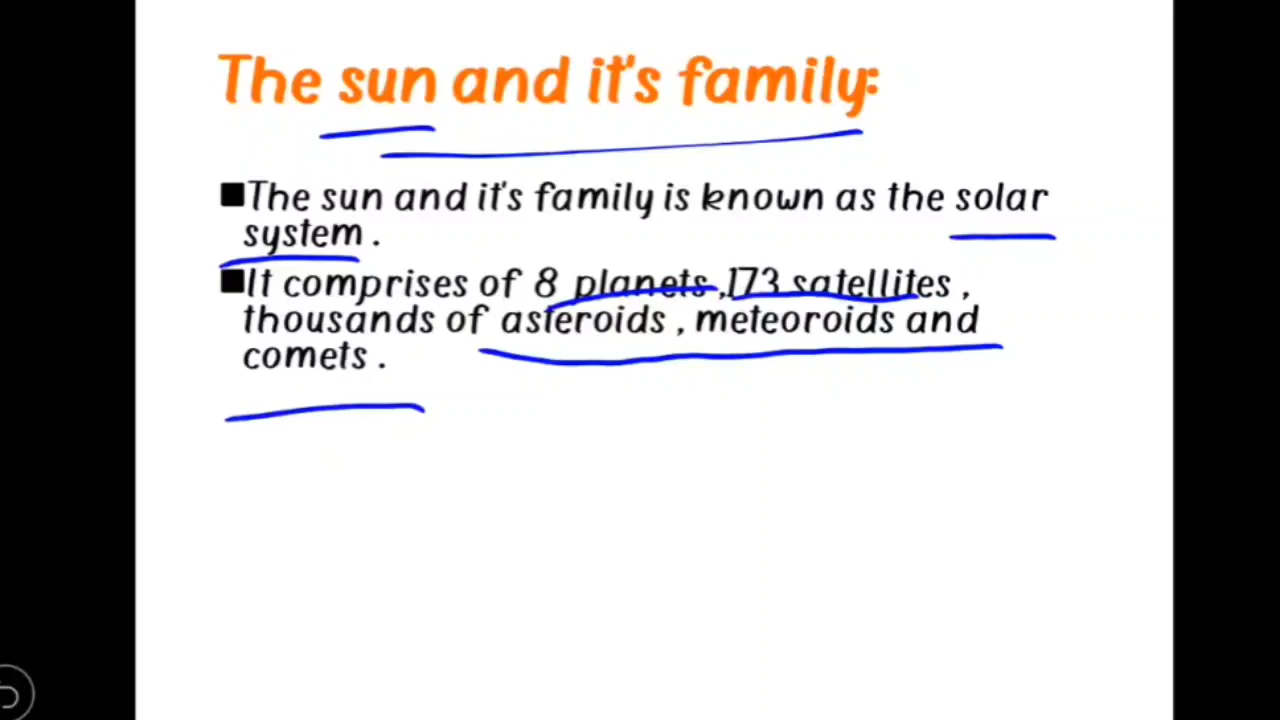 The sun and it's family:
■The sun and it's family is known as the solar
system .
■It comprises of 8 planets ,173 satellites ,
thousands of asteroids , meteoroids and
comets .